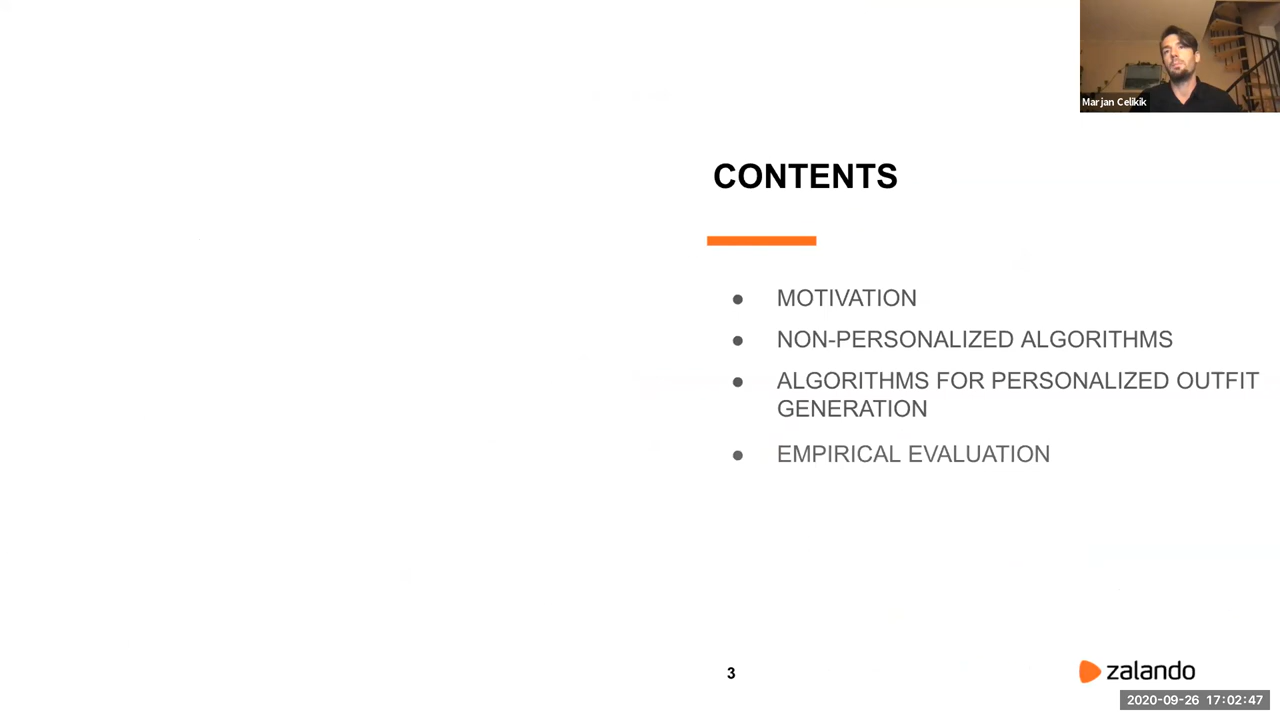 Marjan Celikik
CONTENTS
● MOTIVATION
● NON-PERSONALIZED ALGORITHMS
● ALGORITHMS FOR PERSONALIZED OUTFIT
GENERATION
● EMPIRICAL EVALUATION
3
zalando
2020-09-26 17:02:47